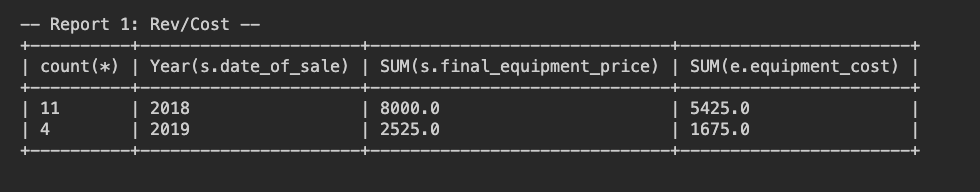 -- Report 1: Rev/Cost --
+----------+----------------------+-----------------------------+-----------------------+
| count(*) | Year(s.date_of_sale) | SUM(s.final_equipment_price) | SUM(e.equipment_cost) |
+----------+----------------------+-----------------------------+-----------------------+
| 11 | 2018 | 8000.0 | 5425.0 |
| 4 | 2019 | 2525.0 | 1675.0 |
+----------+----------------------+-----------------------------+-----------------------+